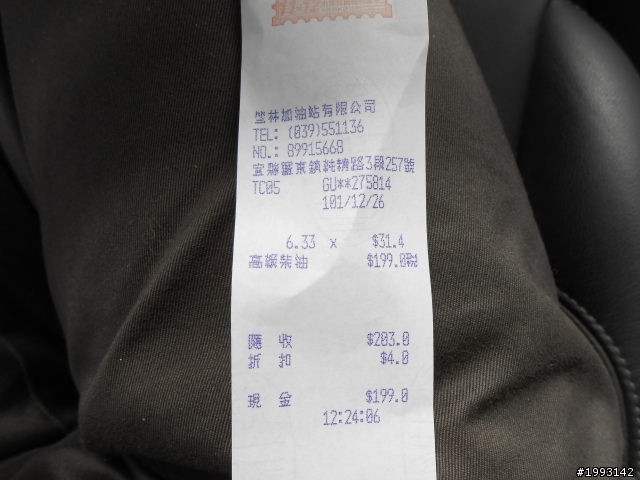 竺林加油站有限公司
TEL: (039)551136
NO.: 89915668
宜縣羅東鎮純精路3段257號
TC05 GU**275814
101/12/26
6.33 x $31.4
高級柴油 $199.0稅
應收 $203.0
折扣 $4.0
現金 $199.0
12:24:06
#1993142